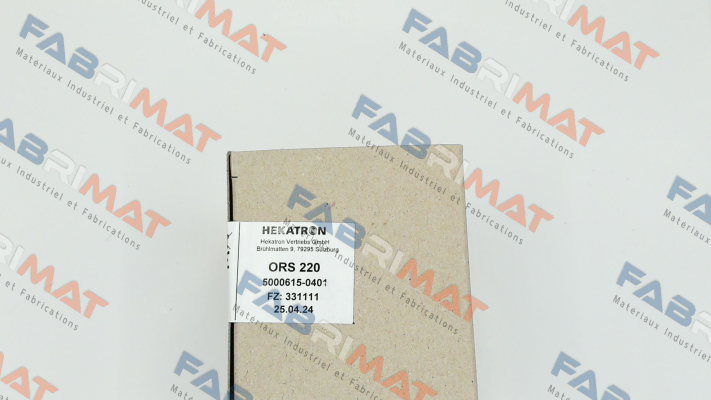 HEKATRON
Hekatron Vertriebs GmbH
Brühlmatten 9, 79295 Sulzburg
ORS 220
5000615-0401
FZ: 331111
25.04.24
FABRIMAT
Matériaux Industriel et Fabrications